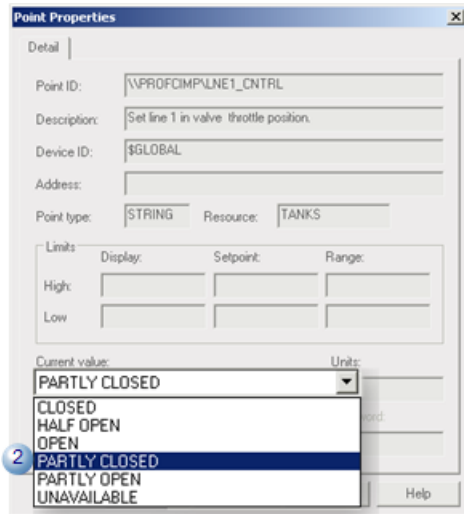 Point Properties
Detail
Point ID: \\PROFCIMP\LNE1_CNTRL
Description: Set line 1 in valve throttle position.
Device ID: $GLOBAL
Address:
Point type: STRING Resource: TANKS
Limits
Display: Setpoint: Range:
High:
Low
Current value: Units:
PARTLY CLOSED
CLOSED
HALF OPEN
OPEN
2 PARTLY CLOSED
PARTLY OPEN
UNAVAILABLE
Help